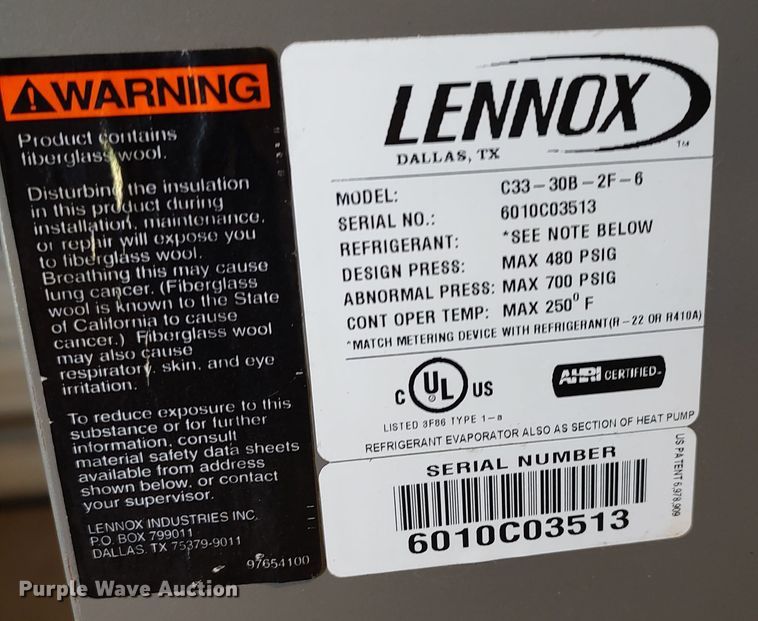 WARNING
Product contains
fiberglass wool.
Disturbing the insulation
in this product during
installation, maintenance,
or repair will expose you
to fiberglass wool.
Breathing this may cause
lung cancer. (Fiberglass
wool is known to the State
of California to cause
cancer.) Fiberglass wool
may also cause
respiratory, skin, and eye
irritation.
To reduce exposure to this
substance or for further
information, consult
material safety data sheets
available from address
shown below, or contact
your supervisor.
LENNOX INDUSTRIES INC.
P.O. BOX 799011
DALLAS, TX 75379-9011
97654100
LENNOX
TM
DALLAS, TX
MODEL: C33-30B-2F-6
SERIAL NO.: 6010C03513
REFRIGERANT: *SEE NOTE BELOW
DESIGN PRESS: MAX 480 PSIG
ABNORMAL PRESS: MAX 700 PSIG
CONT OPER TEMP: MAX 250° F
*MATCH METERING DEVICE WITH REFRIGERANT(R-22 OR R410A)
C UL US
AHRI CERTIFIED
LISTED 3F86 TYPE 1-a
REFRIGERANT EVAPORATOR ALSO AS SECTION OF HEAT PUMP
US PATENT 6,978,909
SERIAL NUMBER
6010C03513
Purple Wave Auction